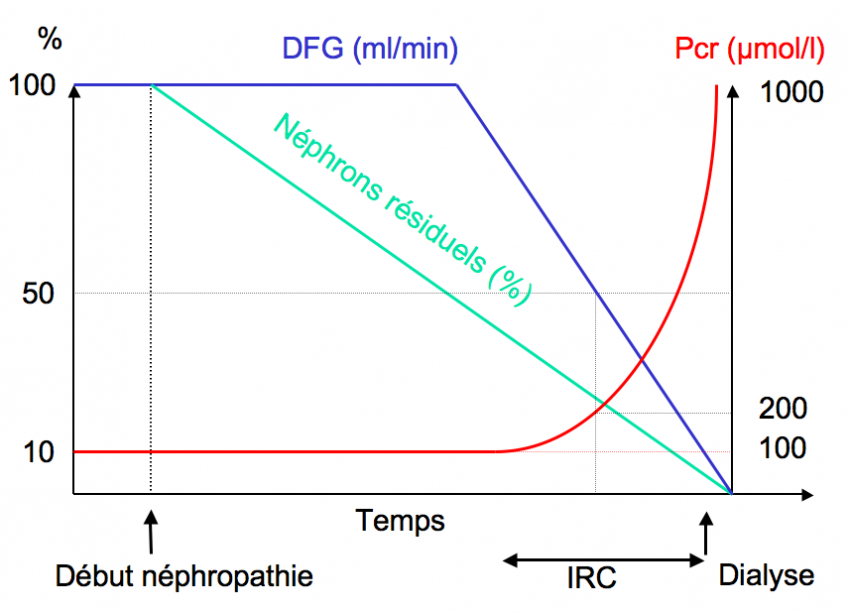 %
DFG (ml/min)
Pcr (µmol/l)
100
1000
Néphrons résiduels (%)
50
200
10
100
Temps
Début néphropathie
IRC
Dialyse